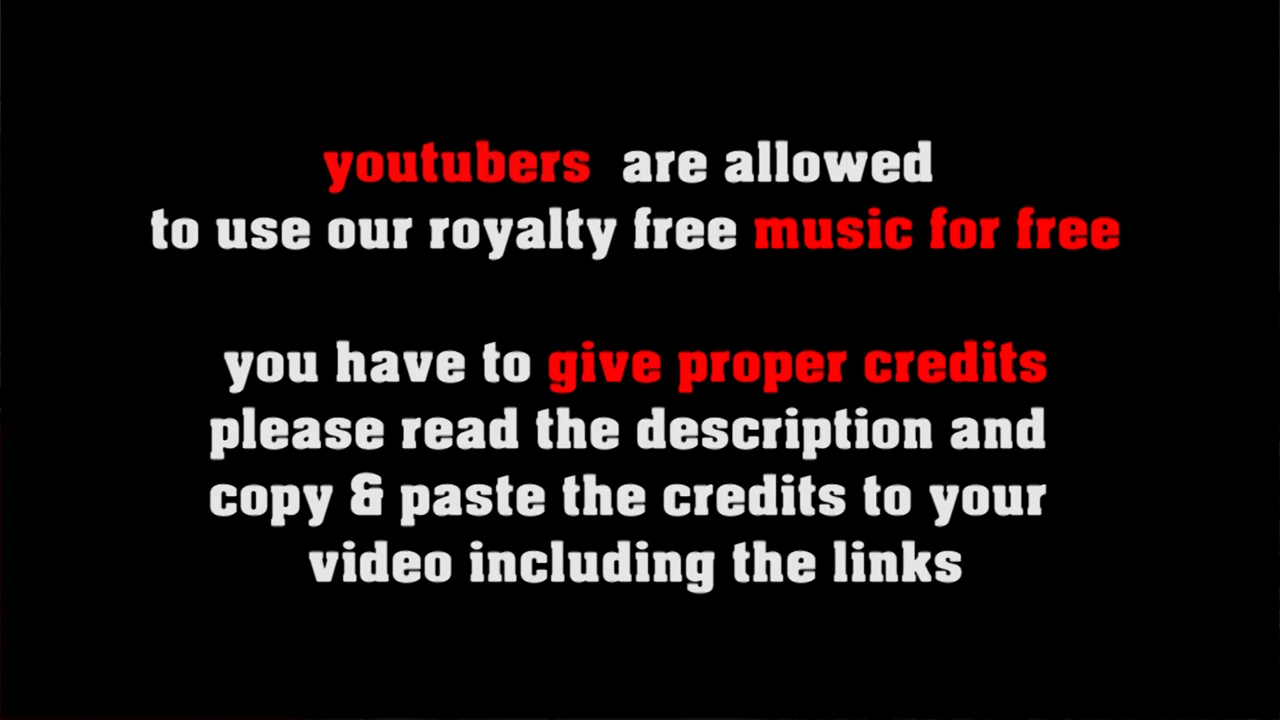 youtubers are allowed
to use our royalty free music for free
you have to give proper credits
please read the description and
copy & paste the credits to your
video including the links